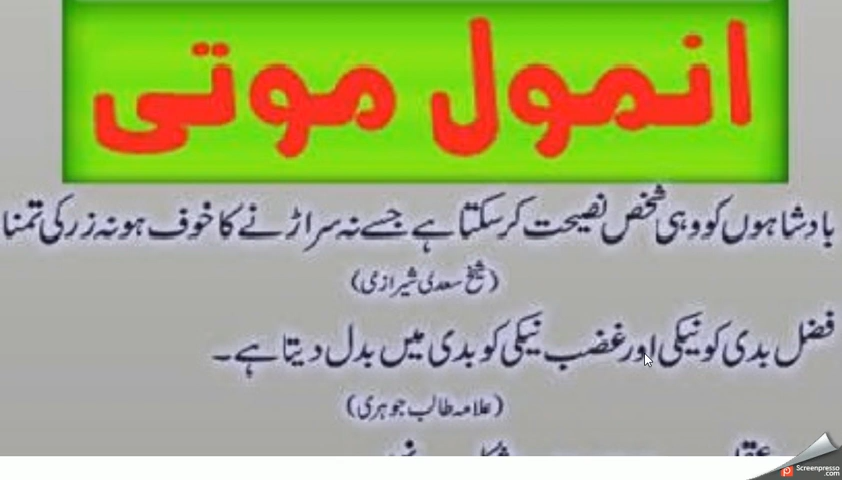 انمول موتی
بادشاہوں کو وہی شخص نصیحت کر سکتا ہے جسے نہ سر اڑنے کا خوف ہو نہ زر کی تمنا
(شیخ سعدی شیرازی)
فضل بدی کو نیکی اور غضب نیکی کو بدی میں بدل دیتا ہے۔
(علامہ طالب جوہری)
Screenpresso
.com